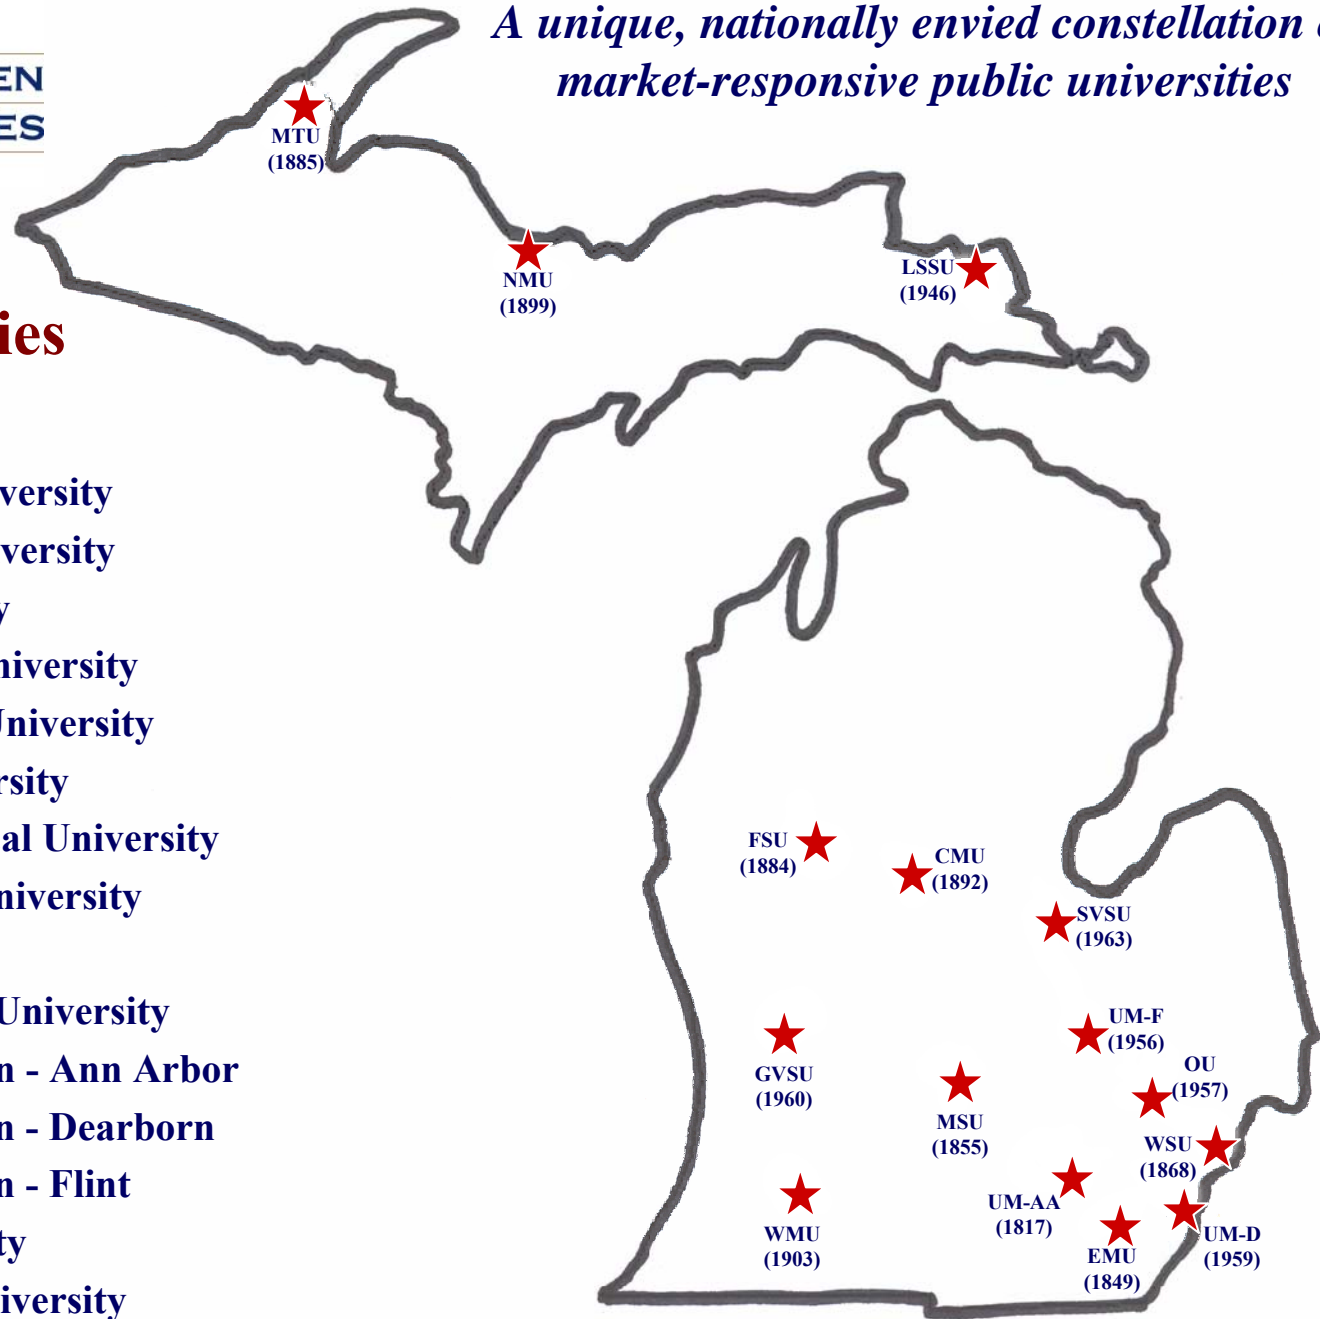 A unique, nationally envied constellation
market-responsive public universities
EN
ES
MTU
(1885)
NMU
(1899)
LSSU
(1946)
ies
versity
versity
y
niversity
University
rsity
al University
niversity
University
n - Ann Arbor
n - Dearborn
n - Flint
ty
iversity
FSU
(1884)
CMU
(1892)
SVSU
(1963)
UM-F
(1956)
OU
(1957)
GVSU
(1960)
MSU
(1855)
WSU
(1868)
UM-AA
(1817)
WMU
(1903)
EMU
(1849)
UM-D
(1959)